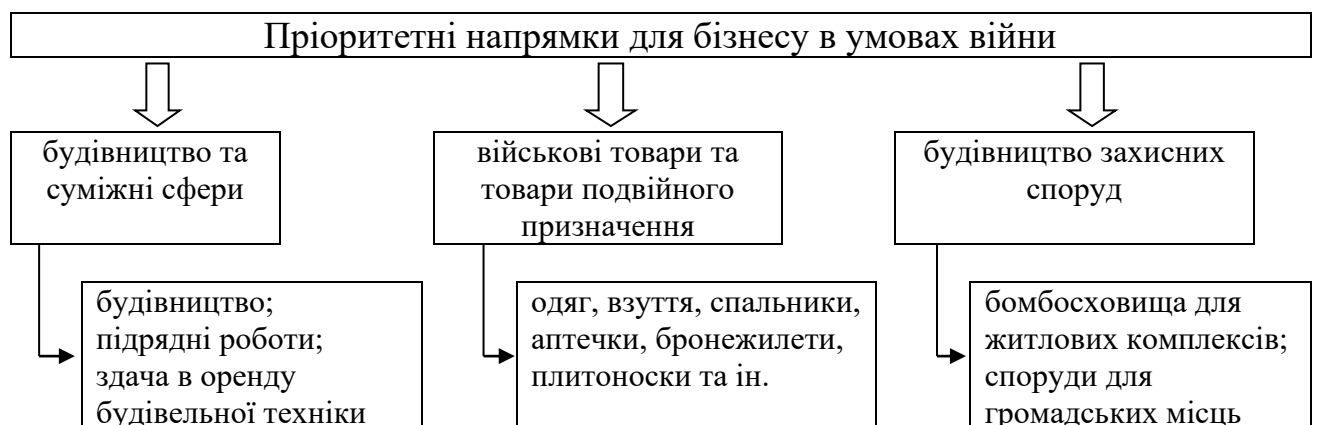 Пріоритетні напрямки для бізнесу в умовах війни
будівництво та
суміжні сфери
військові товари та
товари подвійного
призначення
будівництво захисних
споруд
будівництво;
підрядні роботи;
здача в оренду
будівельної техніки
одяг, взуття, спальники,
аптечки, бронежилети,
плитоноски та ін.
бомбосховища для
житлових комплексів;
споруди для
громадських місць